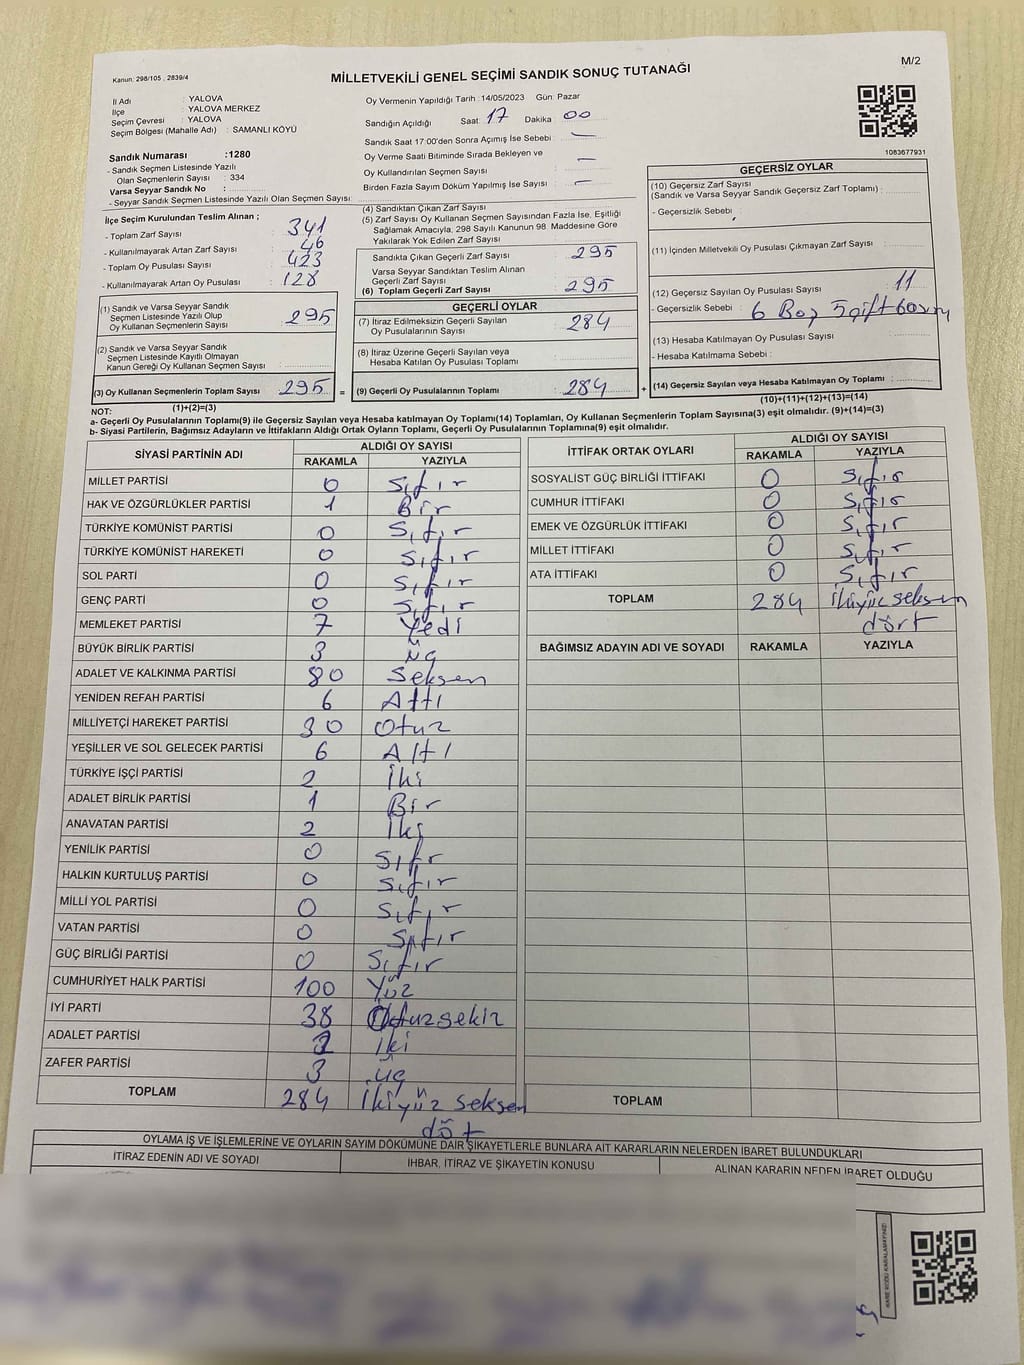 Kanun: 298/105 , 2839/4
MİLLETVEKİLİ GENEL SEÇİMİ SANDIK SONUÇ TUTANAĞI
M/2
İl Adı : YALOVA
İlçe : YALOVA MERKEZ
Seçim Çevresi : YALOVA
Seçim Bölgesi (Mahalle Adı) : SAMANLI KÖYÜ
Sandık Numarası :1280
- Sandık Seçmen Listesinde Yazılı
Olan Seçmenlerin Sayısı : 334
Varsa Seyyar Sandık No :
- Seyyar Sandık Seçmen Listesinde Yazılı Olan Seçmen Sayısı:
Oy Vermenin Yapıldığı Tarih :14/05/2023 Gün: Pazar
Sandığın Açıldığı Saat: 17 Dakika : 00
Sandık Saat 17:00'den Sonra Açımış İse Sebebi : —
Oy Verme Saati Bitiminde Sırada Bekleyen ve
Oy Kullandırılan Seçmen Sayısı : —
Birden Fazla Sayım Döküm Yapılmış İse Sayısı : —
1083677931
İlçe Seçim Kurulundan Teslim Alınan ;
- Toplam Zarf Sayısı : 341
- Kullanılmayarak Artan Zarf Sayısı : 46
- Toplam Oy Pusulası Sayısı : 423
- Kullanılmayarak Artan Oy Pusulası : 128
(1) Sandık ve Varsa Seyyar Sandık
Seçmen Listesinde Yazılı Olup
Oy Kullanan Seçmenlerin Sayısı : 295
(2) Sandık ve Varsa Seyyar Sandık
Seçmen Listesinde Kayıtlı Olmayan
Kanun Gereği Oy Kullanan Seçmen Sayısı :
(3) Oy Kullanan Seçmenlerin Toplam Sayısı : 295 =
(1)+(2)=(3)
(4) Sandıktan Çıkan Zarf Sayısı
(5) Zarf Sayısı Oy Kullanan Seçmen Sayısından Fazla İse, Eşitliği
Sağlamak Amacıyla, 298 Sayılı Kanunun 98. Maddesine Göre
Yakılarak Yok Edilen Zarf Sayısı :
Sandıkta Çıkan Geçerli Zarf Sayısı : 295
Varsa Seyyar Sandıktan Teslim Alınan
Geçerli Zarf Sayısı :
(6) Toplam Geçerli Zarf Sayısı : 295
GEÇERLİ OYLAR
(7) İtiraz Edilmeksizin Geçerli Sayılan
Oy Pusulalarının Sayısı : 284
(8) İtiraz Üzerine Geçerli Sayılan veya
Hesaba Katılan Oy Pusulası Toplamı :
(9) Geçerli Oy Pusulalarının Toplamı : 284 +
GEÇERSİZ OYLAR
(10) Geçersiz Zarf Sayısı
(Sandık ve Varsa Seyyar Sandık Geçersiz Zarf Toplamı) :
- Geçersizlik Sebebi :
(11) İçinden Milletvekili Oy Pusulası Çıkmayan Zarf Sayısı :
(12) Geçersiz Sayılan Oy Pusulası Sayısı : 11
- Geçersizlik Sebebi : 6 Boş 5 çift
(13) Hesaba Katılmayan Oy Pusulası Sayısı :
- Hesaba Katılmama Sebebi :
(14) Geçersiz Sayılan veya Hesaba Katılmayan Oy Toplamı :
(10)+(11)+(12)+(13)=(14)
NOT:
a- Geçerli Oy Pusulalarının Toplamı(9) ile Geçersiz Sayılan veya Hesaba katılmayan Oy Toplamı(14) Toplamları, Oy Kullanan Seçmenlerin Toplam Sayısına(3) eşit olmalıdır. (9)+(14)=(3)
b- Siyasi Partilerin, Bağımsız Adayların ve İttifakların Aldığı Ortak Oyların Toplamı, Geçerli Oy Pusulalarının Toplamına(9) eşit olmalıdır.
SİYASİ PARTİNİN ADI ALDIĞI OY SAYISI
RAKAMLA YAZIYLA
MİLLET PARTİSİ 0 Sıfır
HAK VE ÖZGÜRLÜKLER PARTİSİ 1 Bir
TÜRKİYE KOMÜNİST PARTİSİ 0 Sıfır
TÜRKİYE KOMÜNİST HAREKETİ 0 Sıfır
SOL PARTİ 0 Sıfır
GENÇ PARTİ 0 Sıfır
MEMLEKET PARTİSİ 7 Yedi
BÜYÜK BİRLİK PARTİSİ 3 Üç
ADALET VE KALKINMA PARTİSİ 80 Seksen
YENİDEN REFAH PARTİSİ 6 Altı
MİLLİYETÇİ HAREKET PARTİSİ 30 Otuz
YEŞİLLER VE SOL GELECEK PARTİSİ 6 Altı
TÜRKİYE İŞÇİ PARTİSİ 2 İki
ADALET BİRLİK PARTİSİ 1 Bir
ANAVATAN PARTİSİ 2 İki
YENİLİK PARTİSİ 0 Sıfır
HALKIN KURTULUŞ PARTİSİ 0 Sıfır
MİLLİ YOL PARTİSİ 0 Sıfır
VATAN PARTİSİ 0 Sıfır
GÜÇ BİRLİĞİ PARTİSİ 0 Sıfır
CUMHURİYET HALK PARTİSİ 100 Yüz
İYİ PARTİ 38 Otuzsekiz
ADALET PARTİSİ 2 İki
ZAFER PARTİSİ 3 Üç
TOPLAM 284 İkiyüz seksen
döt
İTTİFAK ORTAK OYLARI ALDIĞI OY SAYISI
RAKAMLA YAZIYLA
SOSYALİST GÜÇ BİRLİĞİ İTTİFAKI 0 Sıfır
CUMHUR İTTİFAKI 0 Sıfır
EMEK VE ÖZGÜRLÜK İTTİFAKI 0 Sıfır
MİLLET İTTİFAKI 0 Sıfır
ATA İTTİFAKI 0 Sıfır
TOPLAM 284 İkiyüz seksen
dört
BAĞIMSIZ ADAYIN ADI VE SOYADI RAKAMLA YAZIYLA
TOPLAM
OYLAMA İŞ VE İŞLEMLERİNE VE OYLARIN SAYIM DÖKÜMÜNE DAİR ŞİKAYETLERLE BUNLARA AİT KARARLARIN NELERDEN İBARET BULUNDUKLARI
İTİRAZ EDENİN ADI VE SOYADI İHBAR, İTİRAZ VE ŞİKAYETİN KONUSU ALINAN KARARIN NEDEN İBARET OLDUĞU
KARE KODU KARALAMAYINIZ!